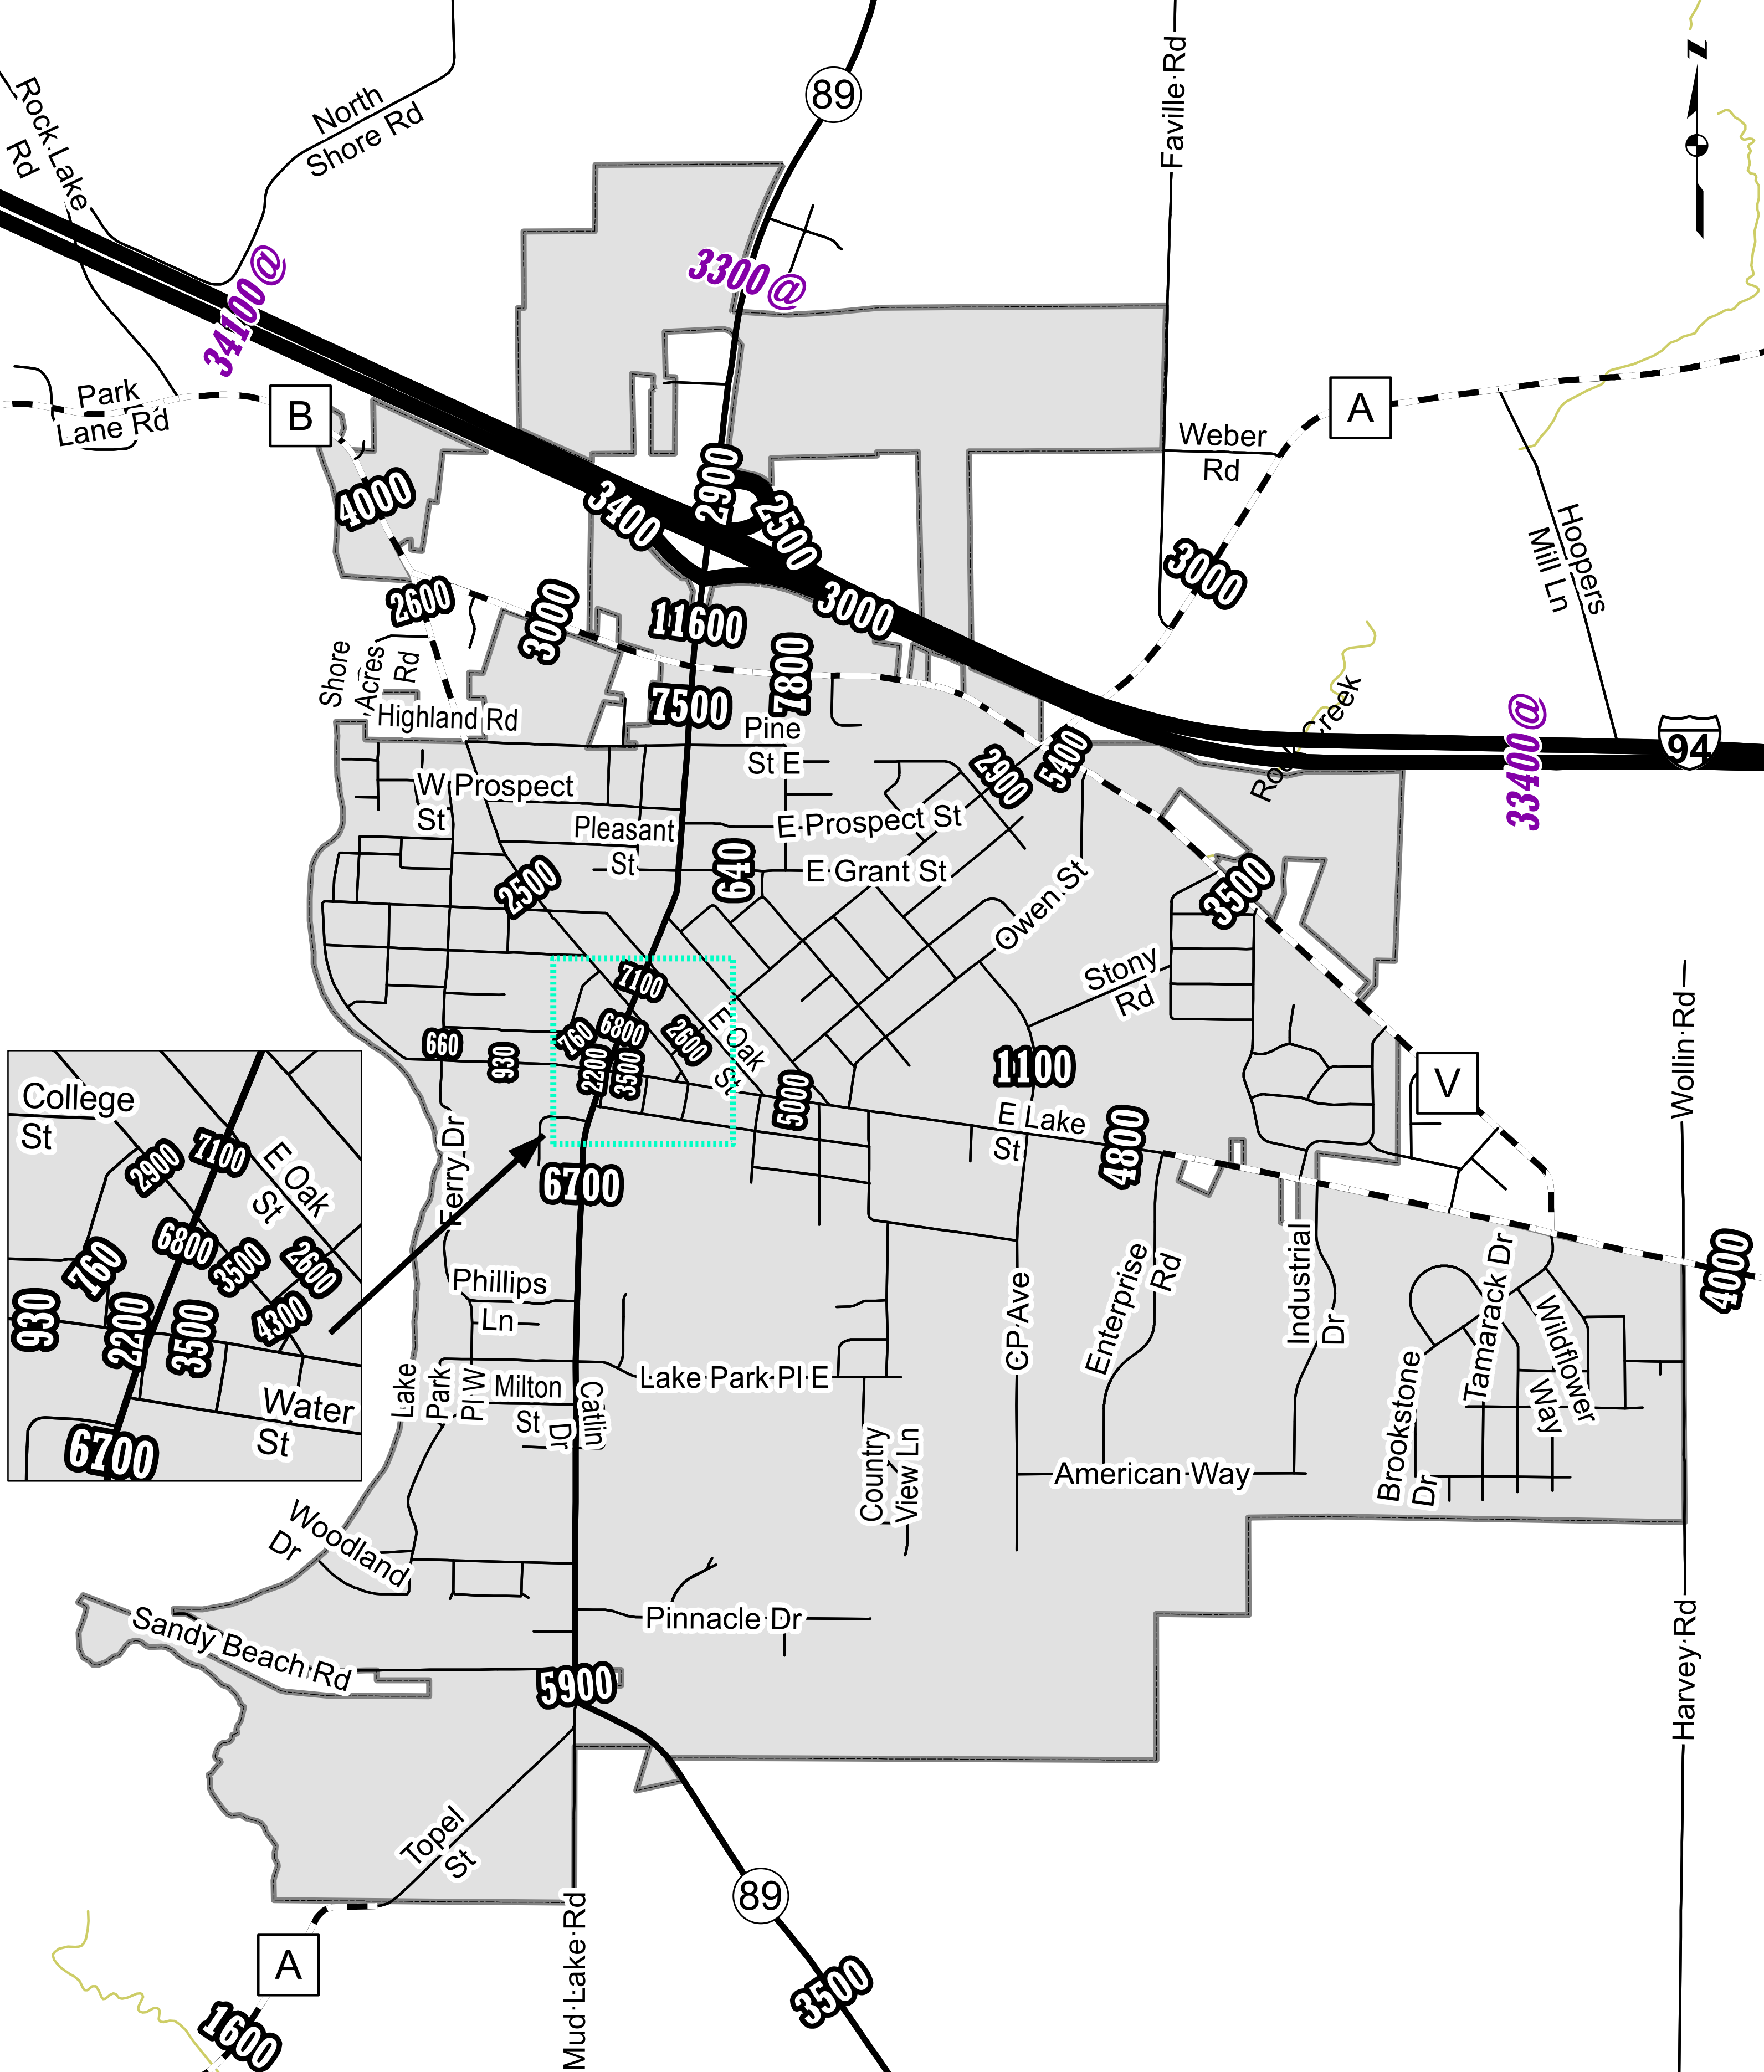 Rock Lake
Rd
North
Shore Rd
89
Faville Rd
N
34100@
3300@
Park
Lane Rd
B
A
Weber
Rd
4000
3400
2900
2500
3000
3000
Hoopers
Mill Ln
2600
3000
11600
7800
7500
Shore
Acres
Rd
Highland Rd
Pine
St E
2900
5400
Rock Creek
33400@
94
W Prospect
St
Pleasant
St
E Prospect St
640
E Grant St
2500
Owen St
3500
Stony
Rd
7100
E Oak
St
760
6800
2600
2200
3500
660
930
5000
1100
E Lake
St
4800
V
Wollin Rd
College
St
2900
7100
E Oak
St
760
6800
3500
2600
930
2200
3500
4300
Water
St
6700
Ferry Dr
6700
4000
Phillips
Ln
CP Ave
Enterprise
Rd
Industrial
Dr
Tamarack Dr
Wildflower
Way
Brookstone
Dr
Lake
Park
Pl W
Milton
St
Catlin
Dr
Lake Park Pl E
Country
View Ln
American Way
Woodland
Dr
Sandy Beach Rd
Pinnacle Dr
5900
Harvey Rd
Topel
St
89
Mud Lake Rd
A
3500
1600